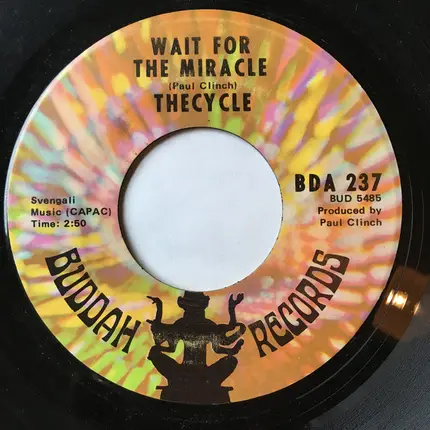 WAIT FOR
THE MIRACLE
(Paul Clinch)
THECYCLE
BDA 237
BUD 5485
Produced by
Paul Clinch
Svengali
Music (CAPAC)
Time: 2:50
BUDDAH RECORDS